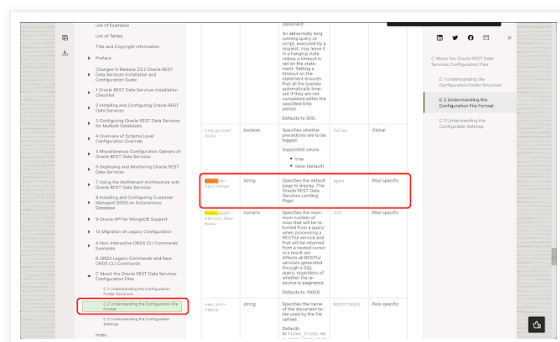 List of Examples
List of Tables
Title and Copyright Information
Preface
Changes in Release 22.2 Oracle REST
Data Services Installation and
Configuration Guide
1 Oracle REST Data Services Installation
Checklist
2 Installing and Configuring Oracle REST
Data Services
3 Configuring Oracle REST Data Services
for Multiple Databases
4 Overview of Schema Level
Configuration Override
5 Miscellaneous Configuration Options of
Oracle REST Data Services
6 Deploying and Monitoring Oracle REST
Data Services
7 Using the Multitenant Architecture with
Oracle REST Data Services
8 Installing and Configuring Customer
Managed ORDS on Autonomous
Database
9 Oracle API for MongoDB Support
10 Migration of Legacy Configuration
A Non-Interactive ORDS CLI Commands
Examples
B ORDS Legacy Commands and New
ORDS CLI Commands
C About the Oracle REST Data Services
Configuration Files
C.1 Understanding the Configuration
Folder Structure
C.2 Understanding the Configuration File
Format
C.3 Understanding the Configurable
Settings
Index
statement.
An abnormally long
running query or
script, executed by a
request, may leave it
in a hanging state
unless a timeout is
set on the state-
ment. Setting a
timeout on the
statement ensures
that all the queries
automatically time-
out if they are not
completed within the
specified time
period.
Defaults to 900.
log.proce-
dure
boolean
Specifies whether
procedures are to be
logged.
Supported values:
true
false (default)
false
Global
string
Specifies the default
page to display. The
Oracle REST Data
Services Landing
Page.
apex
Pool-specific
numeric
Specifies the maxi-
mum number of
rows that will be re-
turned from a query
when processing a
RESTful service and
that will be returned
from a nested cursor
in a result set.
Affects all RESTful
services generated
through a SQL
query, regardless of
whether the re-
source is paginated.
Defaults to 10000
Pool-specific
string
Specifies the name
of the document ta-
ble used by the file
upload.
Defaults
Pool-specific
C About the Oracle REST Data
Services Configuration Files
C.1 Understanding the
Configuration Folder Structure
C.2 Understanding the
Configuration File Format
C.3 Understanding the
Configurable Settings